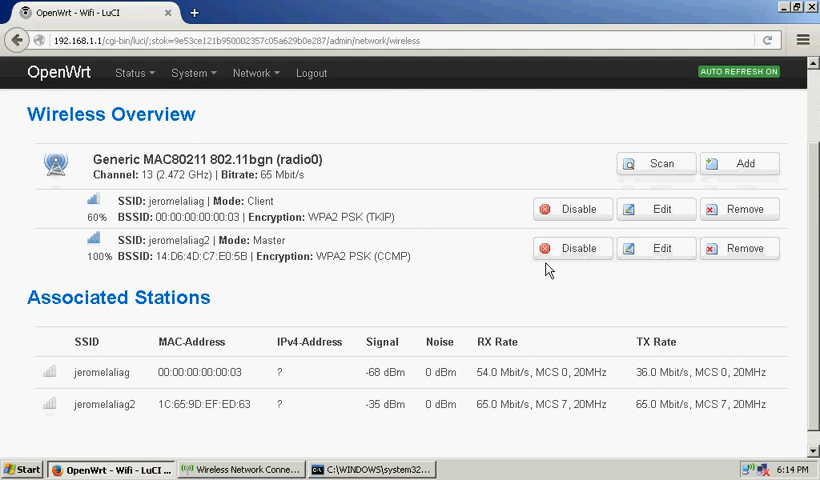 OpenWrt - Wifi - LuCI
192.168.1.1/cgi-bin/luci/;stok=9e53ce121b950002357c05a629b0e287/admin/network/wireless
OpenWrt Status System Network Logout AUTO REFRESH ON
Wireless Overview
Generic MAC80211 802.11bgn (radio0)
Channel: 13 (2.472 GHz) | Bitrate: 65 Mbit/s
Scan Add
SSID: jeromelaliag | Mode: Client
60% BSSID: 00:00:00:00:00:03 | Encryption: WPA2 PSK (TKIP)
Disable Edit Remove
SSID: jeromelaliag2 | Mode: Master
100% BSSID: 14:D6:4D:C7:E0:5B | Encryption: WPA2 PSK (CCMP)
Disable Edit Remove
Associated Stations
SSID MAC-Address IPv4-Address Signal Noise RX Rate TX Rate
jeromelaliag 00:00:00:00:00:03 ? -68 dBm 0 dBm 54.0 Mbit/s, MCS 0, 20MHz 36.0 Mbit/s, MCS 0, 20MHz
jeromelaliag2 1C:65:9D:EF:ED:63 ? -35 dBm 0 dBm 65.0 Mbit/s, MCS 7, 20MHz 65.0 Mbit/s, MCS 7, 20MHz
Start OpenWrt - Wifi - LuCI ... Wireless Network Conne... C:\WINDOWS\system32... 6:14 PM